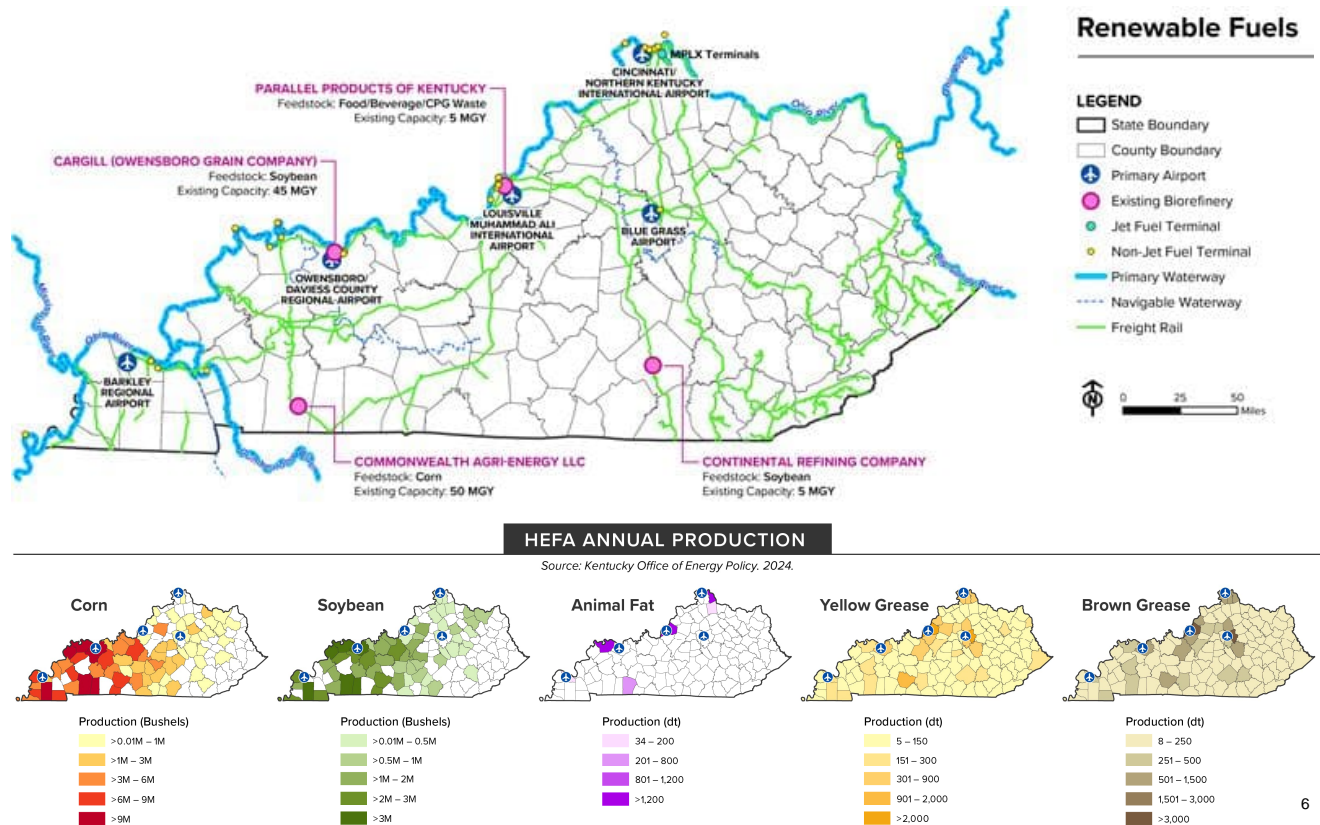 Renewable Fuels
MPLX Terminals
CINCINNATI/
NORTHERN KENTUCKY
INTERNATIONAL AIRPORT
PARALLEL PRODUCTS OF KENTUCKY
Feedstock: Food/Beverage/CPG Waste
Existing Capacity: 5 MGY
Ohio River
CARGILL (OWENSBORO GRAIN COMPANY)
Feedstock: Soybean
Existing Capacity: 45 MGY
LOUISVILLE
MUHAMMAD ALI
INTERNATIONAL
AIRPORT
BLUE GRASS
AIRPORT
OWENSBORO/
DAVIESS COUNTY
REGIONAL AIRPORT
Ohio River
BARKLEY
REGIONAL
AIRPORT
COMMONWEALTH AGRI-ENERGY LLC
Feedstock: Corn
Existing Capacity: 50 MGY
CONTINENTAL REFINING COMPANY
Feedstock: Soybean
Existing Capacity: 5 MGY
LEGEND
State Boundary
County Boundary
Primary Airport
Existing Biorefinery
Jet Fuel Terminal
Non-Jet Fuel Terminal
Primary Waterway
Navigable Waterway
Freight Rail
N
0 25 50
Miles
HEFA ANNUAL PRODUCTION
Source: Kentucky Office of Energy Policy. 2024.
Corn
Production (Bushels)
>0.01M – 1M
>1M – 3M
>3M – 6M
>6M – 9M
>9M
Soybean
Production (Bushels)
>0.01M – 0.5M
>0.5M – 1M
>1M – 2M
>2M – 3M
>3M
Animal Fat
Production (dt)
34 – 200
201 – 800
801 – 1,200
>1,200
Yellow Grease
Production (dt)
5 – 150
151 – 300
301 – 900
901 – 2,000
>2,000
Brown Grease
Production (dt)
8 – 250
251 – 500
501 – 1,500
1,501 – 3,000
>3,000
6